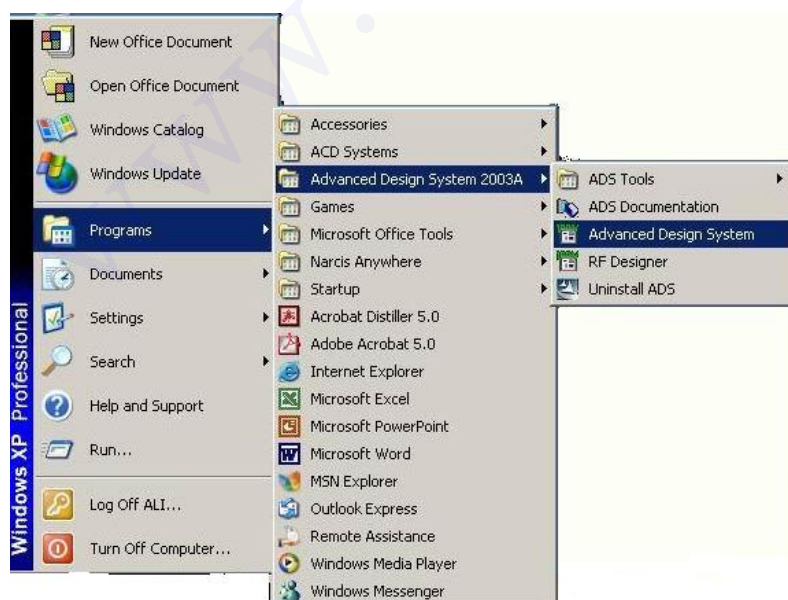 New Office Document
Open Office Document
Windows Catalog
Windows Update
Programs
Documents
Settings
Search
Help and Support
Run...
Log Off ALI...
Turn Off Computer...
Windows XP Professional
Accessories
ACD Systems
Advanced Design System 2003A
Games
Microsoft Office Tools
Narcis Anywhere
Startup
Acrobat Distiller 5.0
Adobe Acrobat 5.0
Internet Explorer
Microsoft Excel
Microsoft PowerPoint
Microsoft Word
MSN Explorer
Outlook Express
Remote Assistance
Windows Media Player
Windows Messenger
ADS Tools
ADS Documentation
Advanced Design System
RF Designer
Uninstall ADS